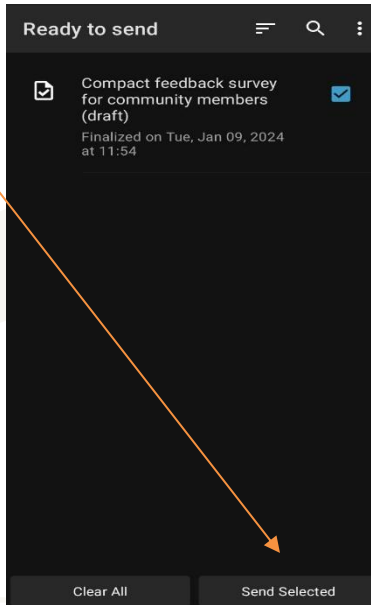 Ready to send
Compact feedback survey
for community members
(draft)
Finalized on Tue, Jan 09, 2024
at 11:54
Clear All
Send Selected